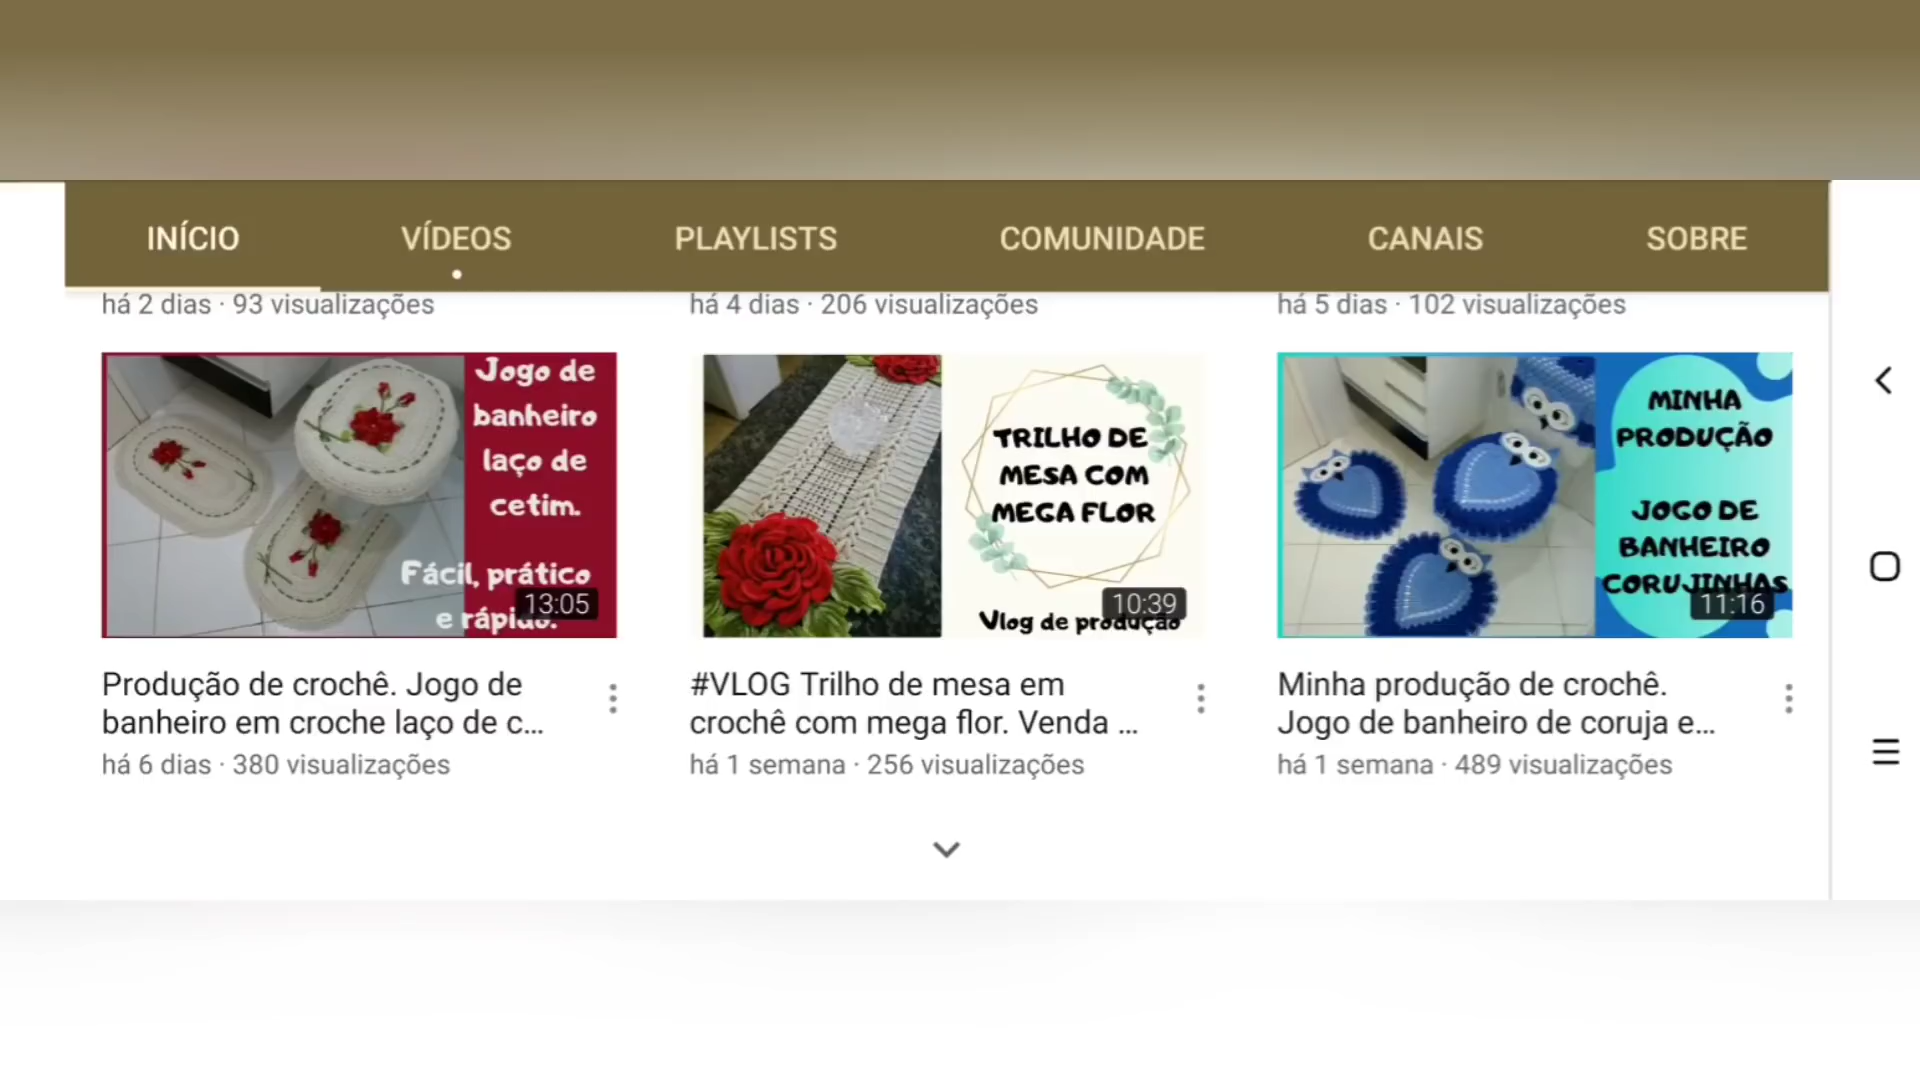 INÍCIO VÍDEOS PLAYLISTS COMUNIDADE CANAIS SOBRE
há 2 dias · 93 visualizações
há 4 dias · 206 visualizações
há 5 dias · 102 visualizações
Jogo de
banheiro
laço de
cetim.
Fácil, prático
e rápido.
13:05
TRILHO DE
MESA COM
MEGA FLOR
Vlog de produção
10:39
MINHA
PRODUÇÃO
JOGO DE
BANHEIRO
CORUJINHAS
11:16
Produção de crochê. Jogo de
banheiro em croche laço de c...
há 6 dias · 380 visualizações
#VLOG Trilho de mesa em
crochê com mega flor. Venda ...
há 1 semana · 256 visualizações
Minha produção de crochê.
Jogo de banheiro de coruja e...
há 1 semana · 489 visualizações